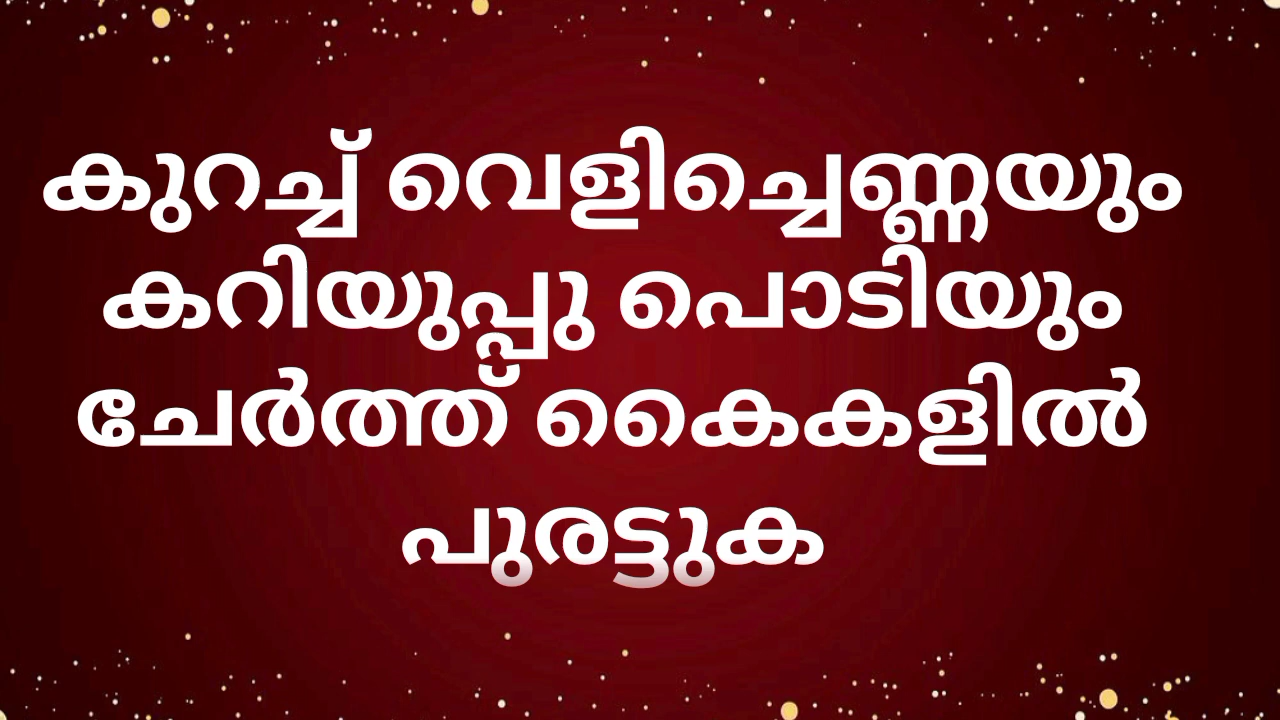 കുറച്ച് വെളിച്ചെണ്ണയും
കറിയുപ്പു പൊടിയും
ചേർത്ത് കൈകളിൽ
പുരട്ടുക